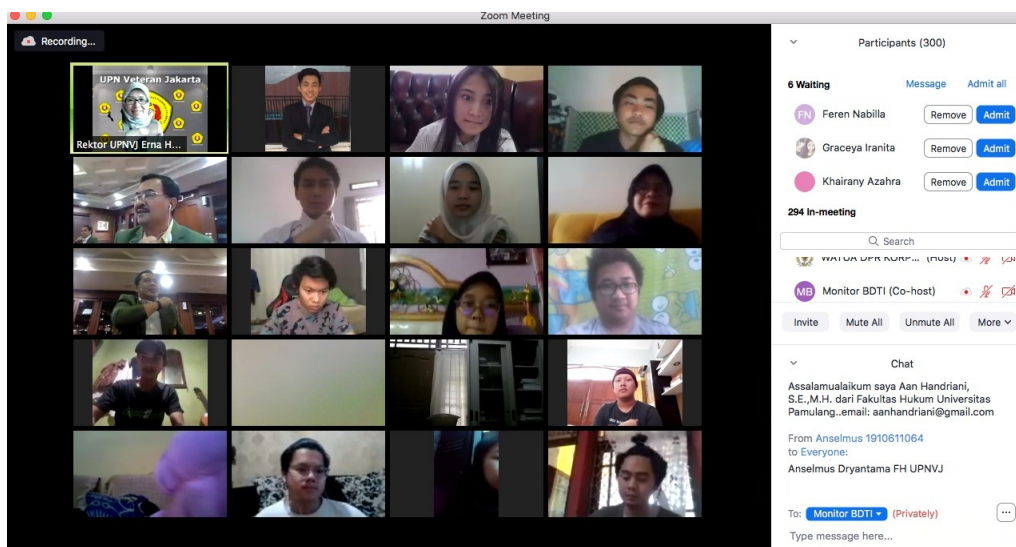 Zoom Meeting
Recording...
UPN Veteran Jakarta
Rektor UPNVJ Erna H...
Participants (300)
6 Waiting
Message
Admit all
FN
Feren Nabilla
Remove
Admit
Graceya Iranita
Remove
Admit
Khairany Azahra
Remove
Admit
294 In-meeting
Search
WATUA DPR KORP... (Host)
MB
Monitor BDTI (Co-host)
Invite
Mute All
Unmute All
More
Chat
Assalamualaikum saya Aan Handriani,
S.E.,M.H. dari Fakultas Hukum Universitas
Pamulang..email: aanhandriani@gmail.com
From Anselmus 1910611064
to Everyone:
Anselmus Dryantama FH UPNVJ
To: Monitor BDTI (Privately)
Type message here...